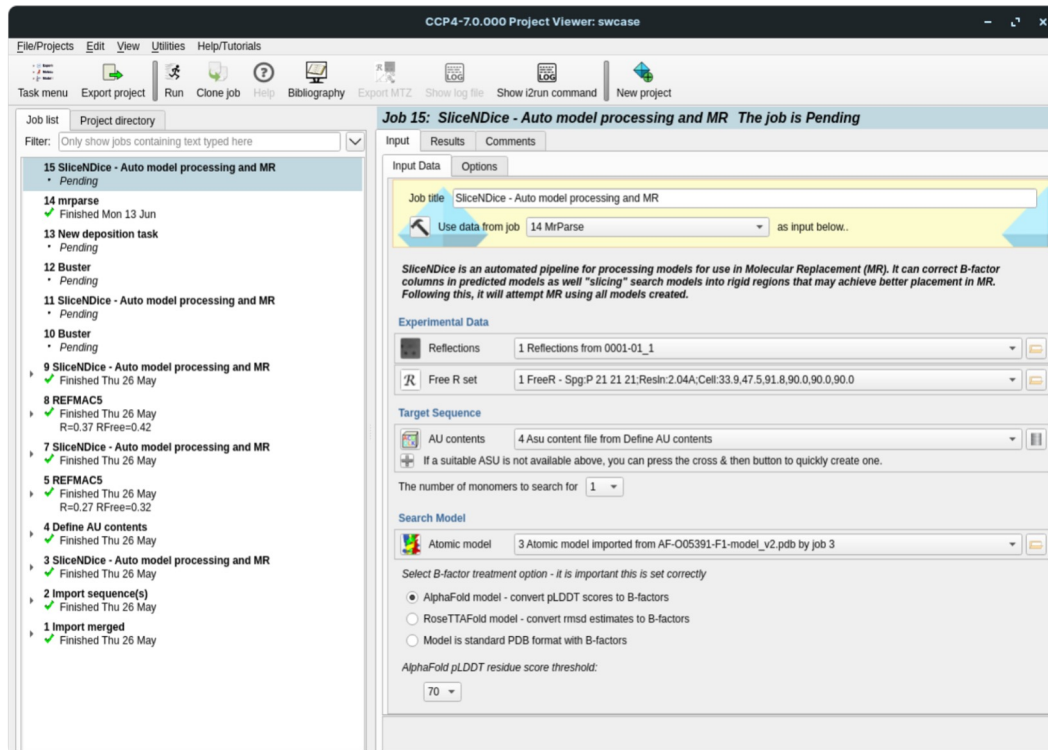 CCP4-7.0.000 Project Viewer: swcase
File/Projects Edit View Utilities Help/Tutorials
Task menu Export project Run Clone job Help Bibliography Export MTZ Show log file Show i2run command New project
Job list Project directory
Filter: Only show jobs containing text typed here
15 SliceNDice - Auto model processing and MR
• Pending
14 mrparse
Finished Mon 13 Jun
13 New deposition task
• Pending
12 Buster
• Pending
11 SliceNDice - Auto model processing and MR
• Pending
10 Buster
• Pending
9 SliceNDice - Auto model processing and MR
Finished Thu 26 May
8 REFMAC5
Finished Thu 26 May
R=0.37 RFree=0.42
7 SliceNDice - Auto model processing and MR
Finished Thu 26 May
5 REFMAC5
Finished Thu 26 May
R=0.27 RFree=0.32
4 Define AU contents
Finished Thu 26 May
3 SliceNDice - Auto model processing and MR
Finished Thu 26 May
2 Import sequence(s)
Finished Thu 26 May
1 Import merged
Finished Thu 26 May
Job 15: SliceNDice - Auto model processing and MR The job is Pending
Input Results Comments
Input Data Options
Job title SliceNDice - Auto model processing and MR
Use data from job 14 MrParse as input below..
SliceNDice is an automated pipeline for processing models for use in Molecular Replacement (MR). It can correct B-factor
columns in predicted models as well "slicing" search models into rigid regions that may achieve better placement in MR.
Following this, it will attempt MR using all models created.
Experimental Data
Reflections 1 Reflections from 0001-01_1
Free R set 1 FreeR - Spg:P 21 21 21;Resln:2.04A;Cell:33.9,47.5,91.8,90.0,90.0,90.0
Target Sequence
AU contents 4 Asu content file from Define AU contents
If a suitable ASU is not available above, you can press the cross & then button to quickly create one.
The number of monomers to search for 1
Search Model
Atomic model 3 Atomic model imported from AF-O05391-F1-model_v2.pdb by job 3
Select B-factor treatment option - it is important this is set correctly
AlphaFold model - convert pLDDT scores to B-factors
RoseTTAFold model - convert rmsd estimates to B-factors
Model is standard PDB format with B-factors
AlphaFold pLDDT residue score threshold:
70